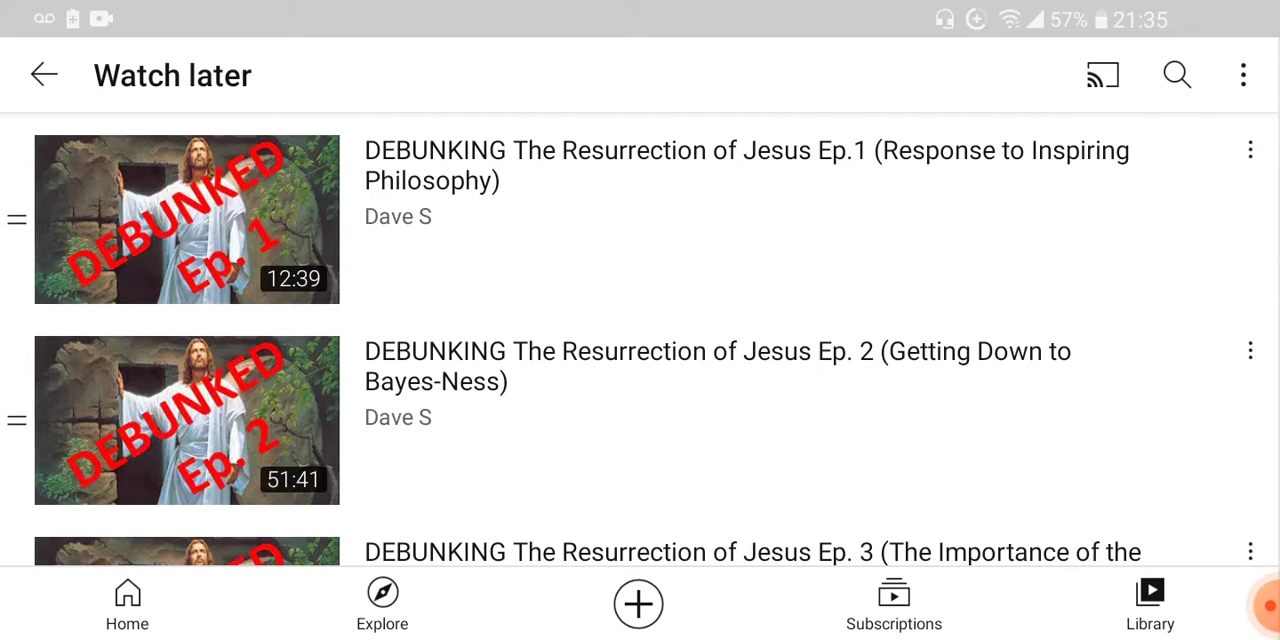 57% 21:35
Watch later
DEBUNKED
Ep. 1
12:39
DEBUNKING The Resurrection of Jesus Ep.1 (Response to Inspiring
Philosophy)
Dave S
DEBUNKED
Ep. 2
51:41
DEBUNKING The Resurrection of Jesus Ep. 2 (Getting Down to
Bayes-Ness)
Dave S
DEBUNKING The Resurrection of Jesus Ep. 3 (The Importance of the
Home
Explore
Subscriptions
Library